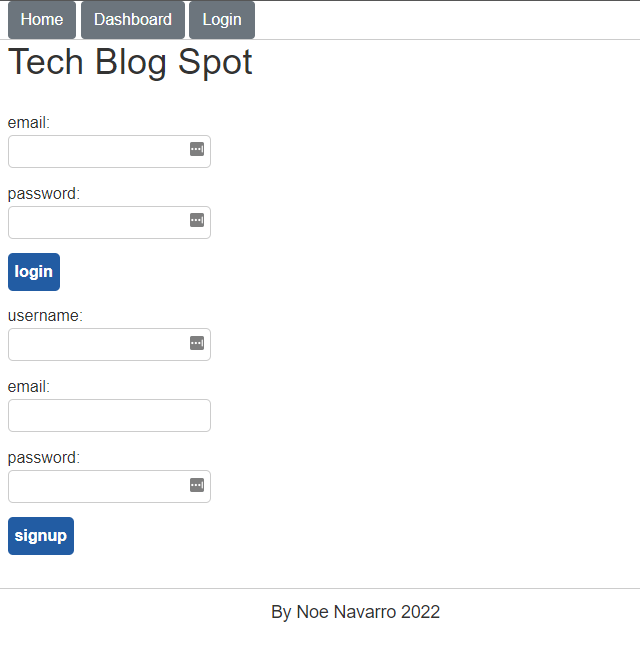 Home Dashboard Login
Tech Blog Spot
email:
password:
login
username:
email:
password:
signup
By Noe Navarro 2022